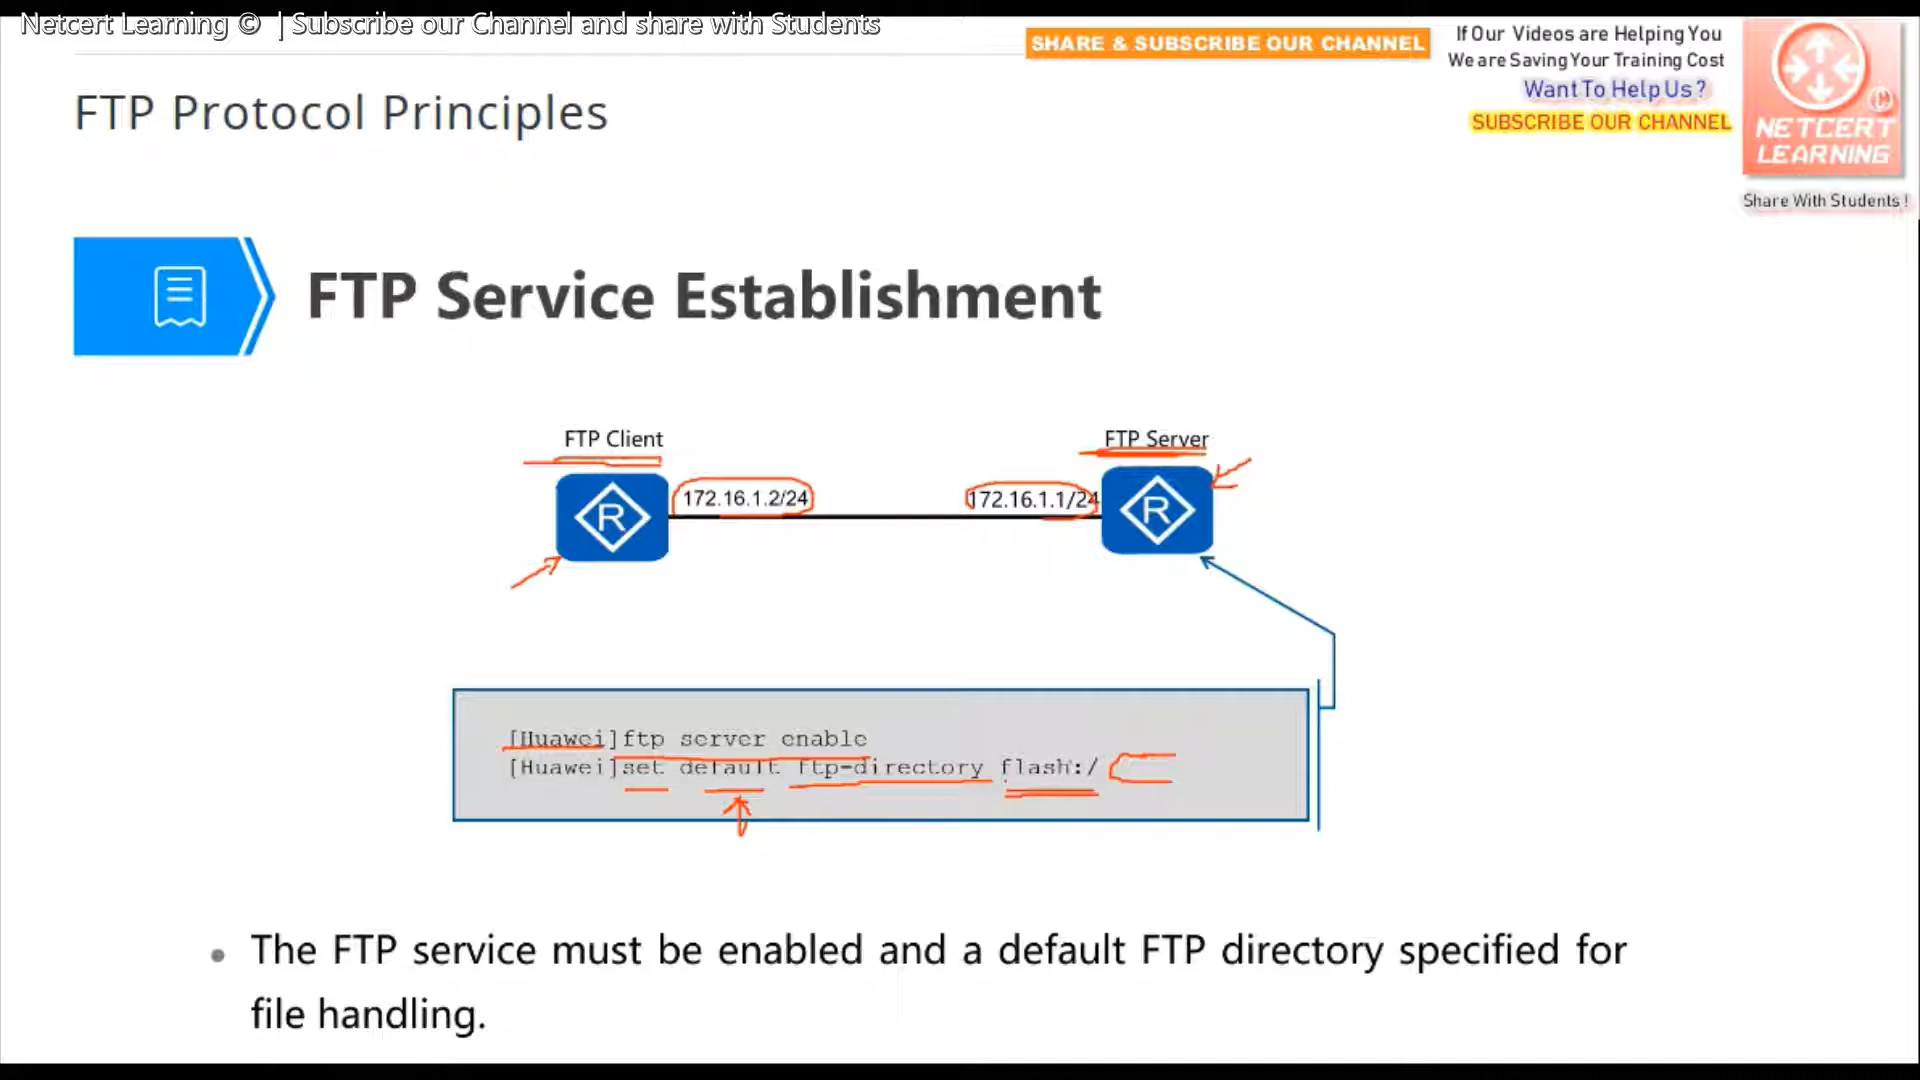 Netcert Learning © | Subscribe our Channel and share with Students
SHARE & SUBSCRIBE OUR CHANNEL
If Our Videos are Helping You
We are Saving Your Training Cost
Want To Help Us ?
SUBSCRIBE OUR CHANNEL
C
NETCERT
LEARNING
Share With Students !
FTP Protocol Principles
FTP Service Establishment
FTP Client
FTP Server
172.16.1.2/24
172.16.1.1/24
R
R
[Huawei]ftp server enable
[Huawei]set default ftp-directory flash:/
• The FTP service must be enabled and a default FTP directory specified for
file handling.